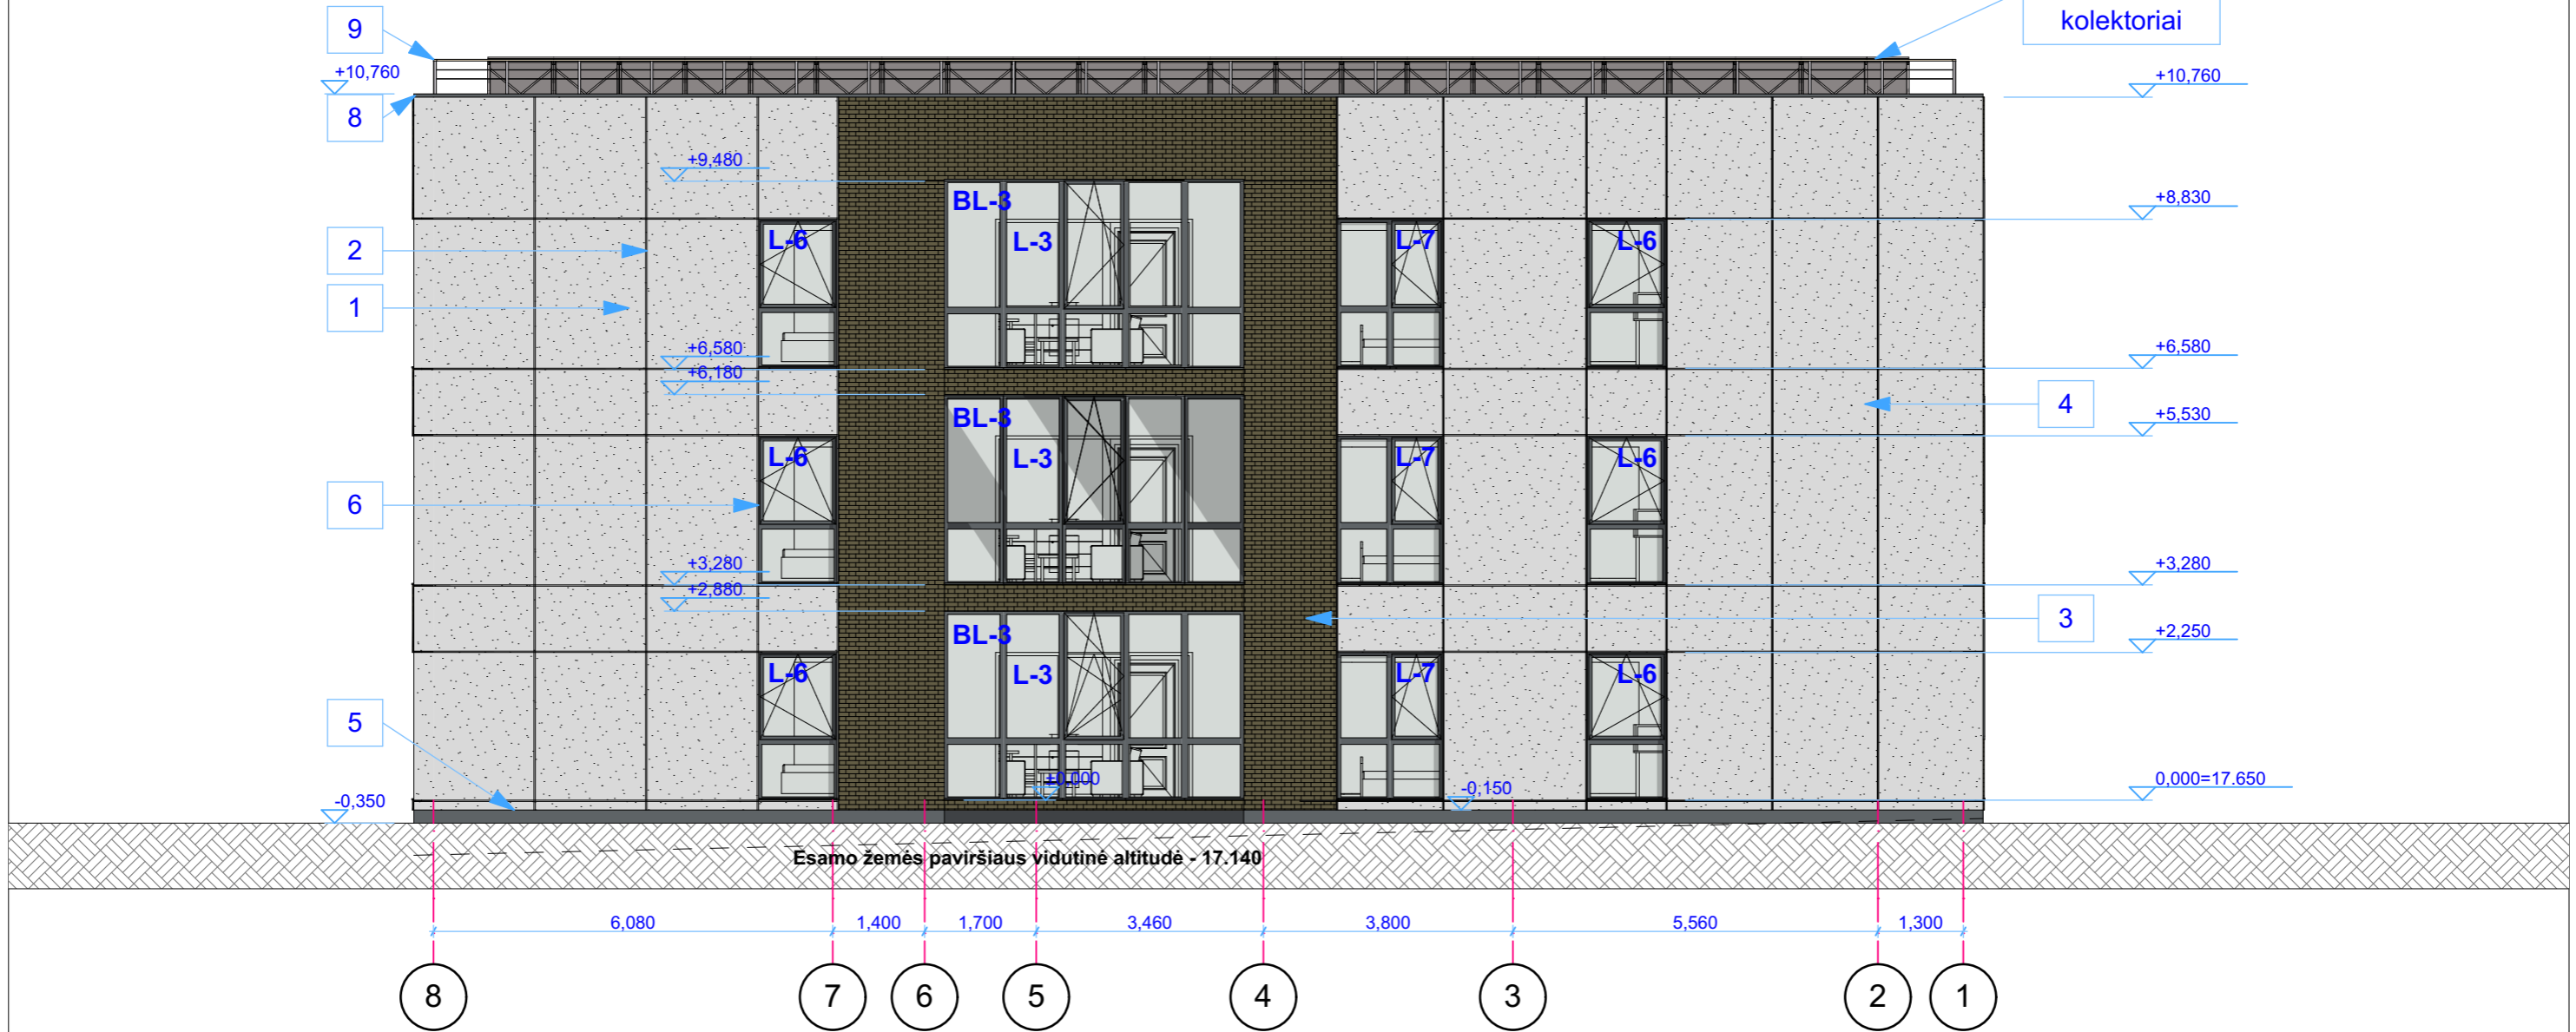 9
kolektoriai
+10,760
+10,760
8
+9,480
BL-3
+8,830
2
L-6
L-3
L-7
L-6
1
+6,580
+6,580
+6,180
4
BL-3
+5,530
L-6
L-3
L-7
L-6
6
+3,280
+3,280
+2,880
3
BL-3
+2,250
L-6
L-3
L-7
L-6
5
+0,000
-0,150
0,000=17.650
-0,350
Esamo žemės paviršiaus vidutinė altitudė - 17.140
6,080 1,400 1,700 3,460 3,800 5,560 1,300
8 7 6 5 4 3 2 1